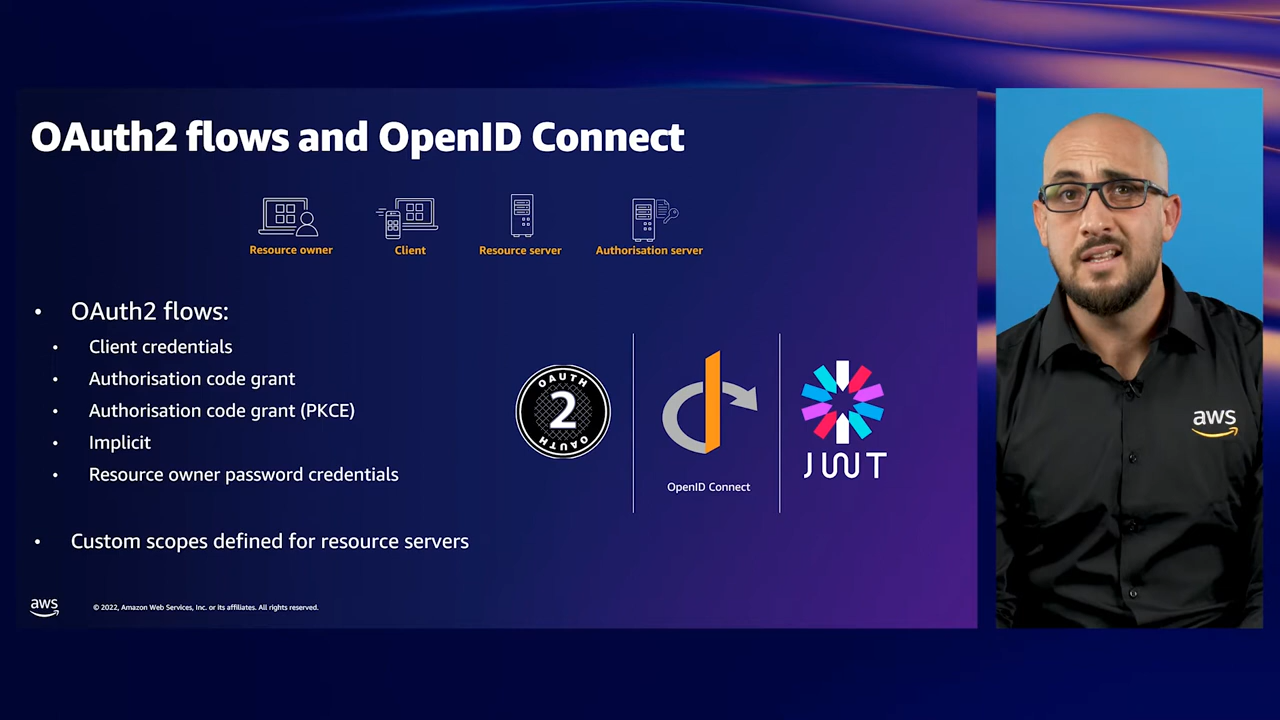 OAuth2 flows and OpenID Connect
Resource owner
Client
Resource server
Authorisation server
• OAuth2 flows:
• Client credentials
• Authorisation code grant
• Authorisation code grant (PKCE)
• Implicit
• Resource owner password credentials
• Custom scopes defined for resource servers
OAUTH
2
OAUTH
OpenID Connect
JWT
aws
aws
© 2022, Amazon Web Services, Inc. or its affiliates. All rights reserved.